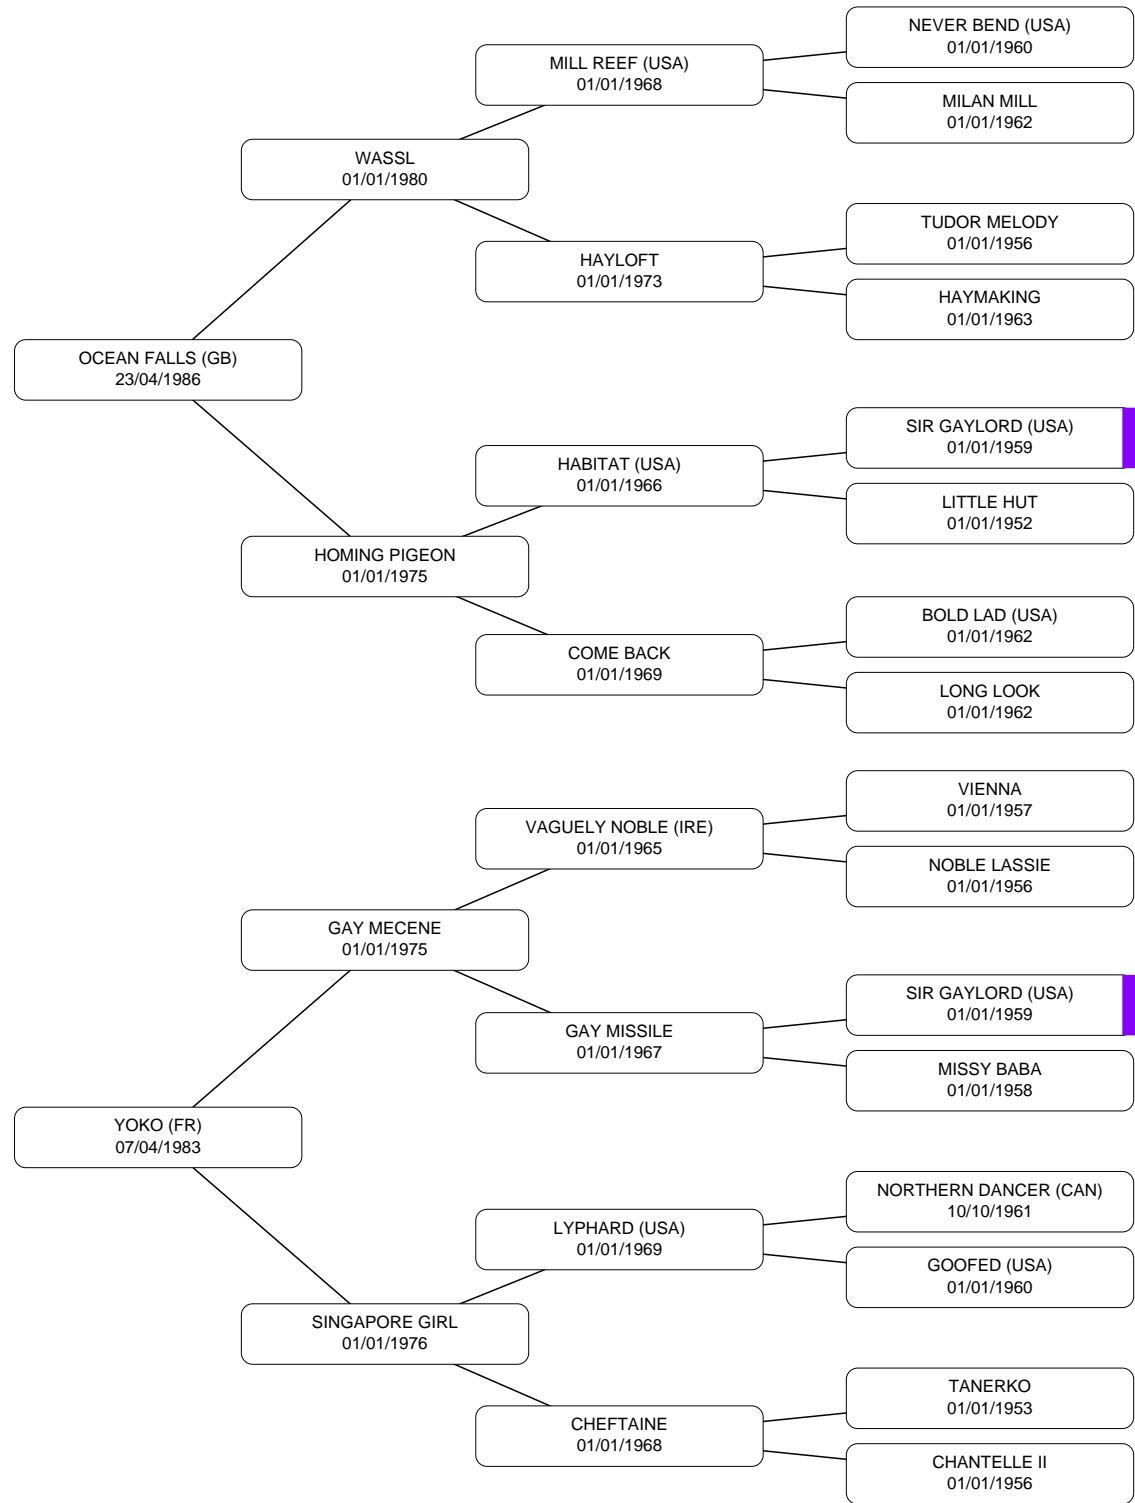 NEVER BEND (USA)
01/01/1960
MILL REEF (USA)
01/01/1968
MILAN MILL
01/01/1962
WASSL
01/01/1980
TUDOR MELODY
01/01/1956
HAYLOFT
01/01/1973
HAYMAKING
01/01/1963
OCEAN FALLS (GB)
23/04/1986
SIR GAYLORD (USA)
01/01/1959
HABITAT (USA)
01/01/1966
LITTLE HUT
01/01/1952
HOMING PIGEON
01/01/1975
BOLD LAD (USA)
01/01/1962
COME BACK
01/01/1969
LONG LOOK
01/01/1962
VIENNA
01/01/1957
VAGUELY NOBLE (IRE)
01/01/1965
NOBLE LASSIE
01/01/1956
GAY MECENE
01/01/1975
SIR GAYLORD (USA)
01/01/1959
GAY MISSILE
01/01/1967
MISSY BABA
01/01/1958
YOKO (FR)
07/04/1983
NORTHERN DANCER (CAN)
10/10/1961
LYPHARD (USA)
01/01/1969
GOOFED (USA)
01/01/1960
SINGAPORE GIRL
01/01/1976
TANERKO
01/01/1953
CHEFTAINE
01/01/1968
CHANTELLE II
01/01/1956